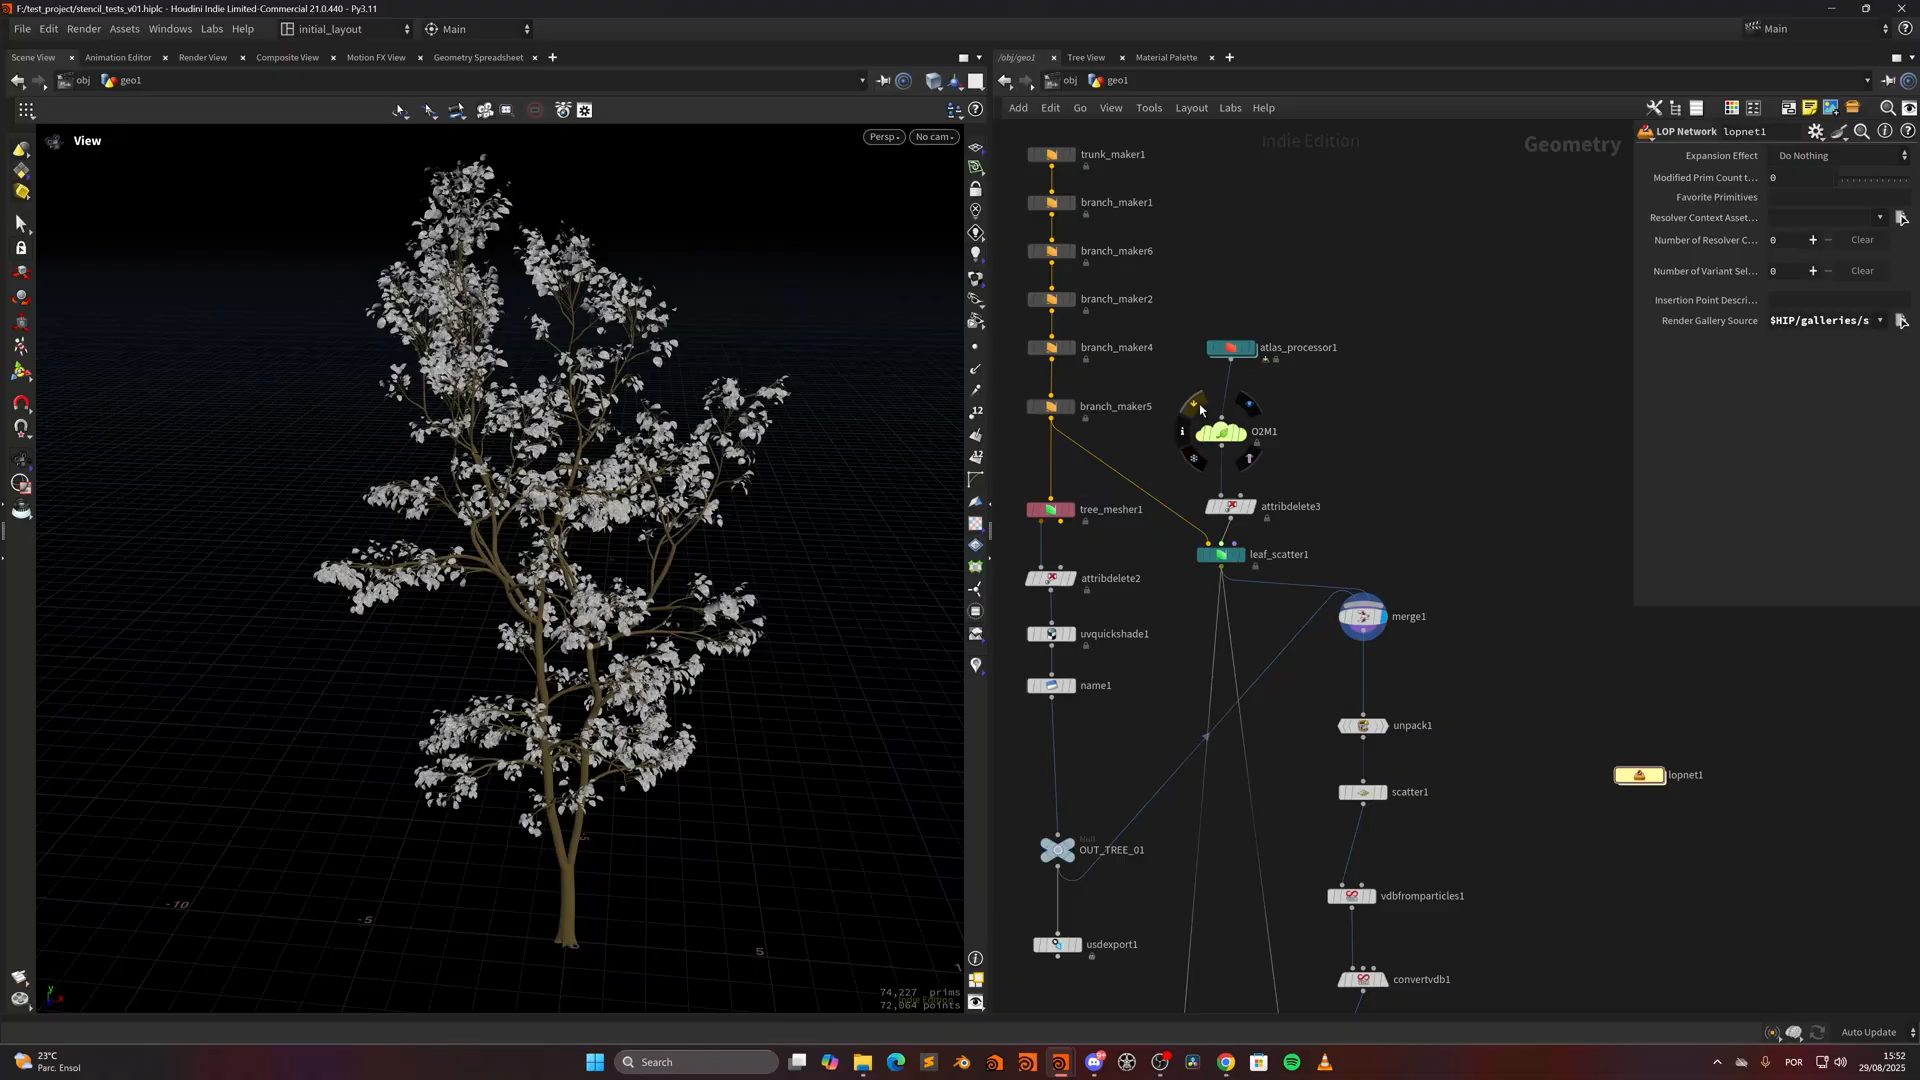 F:/test_project/stencil_tests_v01.hiplc - Houdini Indie Limited-Commercial 21.0.440 - Py3.11
File Edit Render Assets Windows Labs Help
initial_layout
Main
Main
Scene View
Animation Editor
Render View
Composite View
Motion FX View
Geometry Spreadsheet
/obj/geo1
Tree View
Material Palette
obj
geo1
obj
geo1
Add Edit Go View Tools Layout Labs Help
View
Persp
No cam
Indie Edition
Geometry
LOP Network lopnet1
Expansion Effect Do Nothing
Modified Prim Count t... 0
Favorite Primitives
Resolver Context Asset...
Number of Resolver C... 0 Clear
Number of Variant Sel... 0 Clear
Insertion Point Descri...
Render Gallery Source $HIP/galleries/s
trunk_maker1
branch_maker1
branch_maker6
branch_maker2
branch_maker4
atlas_processor1
branch_maker5
O2M1
tree_mesher1
attribdelete3
leaf_scatter1
attribdelete2
merge1
uvquickshade1
name1
unpack1
lopnet1
scatter1
Null
OUT_TREE_01
vdbfromparticles1
usdexport1
convertvdb1
12
12
-10
-5
5
y
x
74,227 prims
Indie Edition
72,064 points
Auto Update
23°C
Parc. Ensol
Search
POR
15:52
29/08/2025